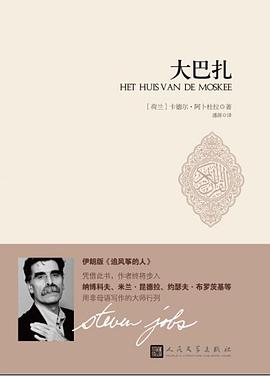 大巴扎
HET HUIS VAN DE MOSKEE
［荷兰］卡德尔·阿卜杜拉 著
潘源 译
伊朗版《追风筝的人》
凭借此书，作者终将步入
纳博科夫、米兰·昆德拉、约瑟夫·布罗茨基等
用非母语写作的大师行列
steven jobs
人民文学出版社